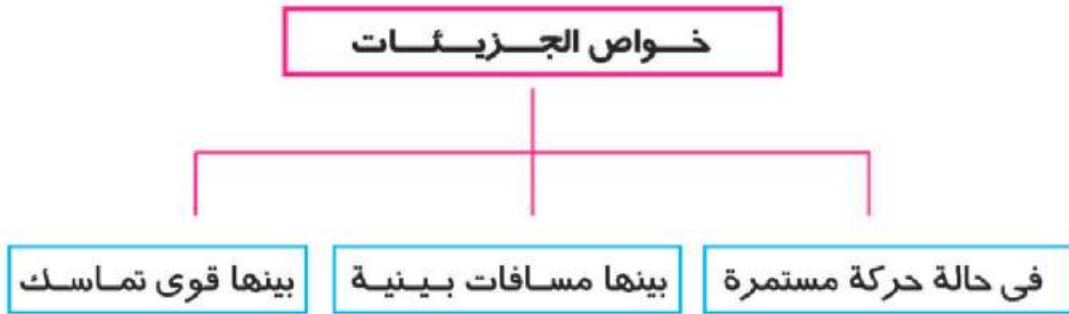 خواص الجزيئات
فى حالة حركة مستمرة
بينها مسافات بينية
بينها قوى تماسك